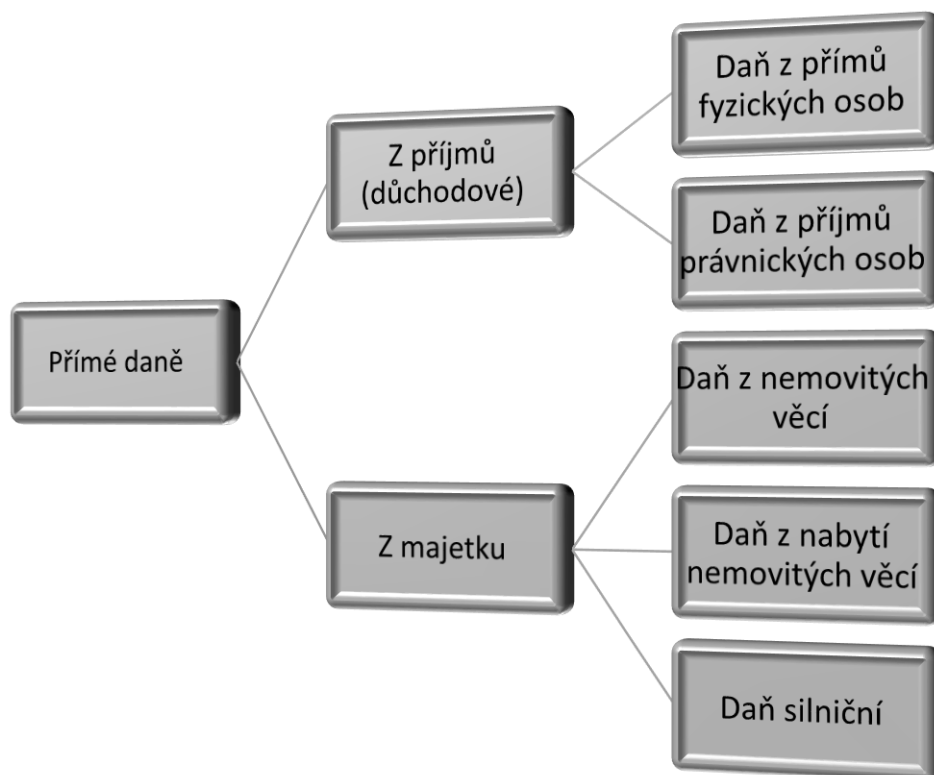 Přímé daně
Z příjmů
(důchodové)
Daň z přímů
fyzických osob
Daň z příjmů
právnických osob
Z majetku
Daň z nemovitých
věcí
Daň z nabytí
nemovitých věcí
Daň silniční